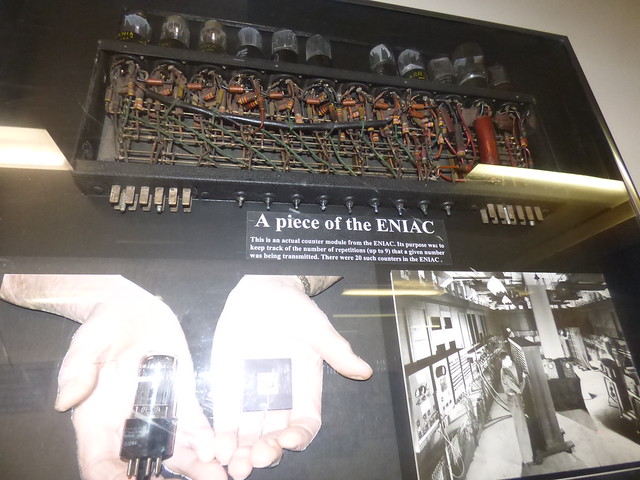 A piece of the ENIAC
This is an actual counter module from the ENIAC. Its purpose was to
keep track of the number of repetitions (up to 9) that a given number
was being transmitted. There were 20 such counters in the ENIAC.